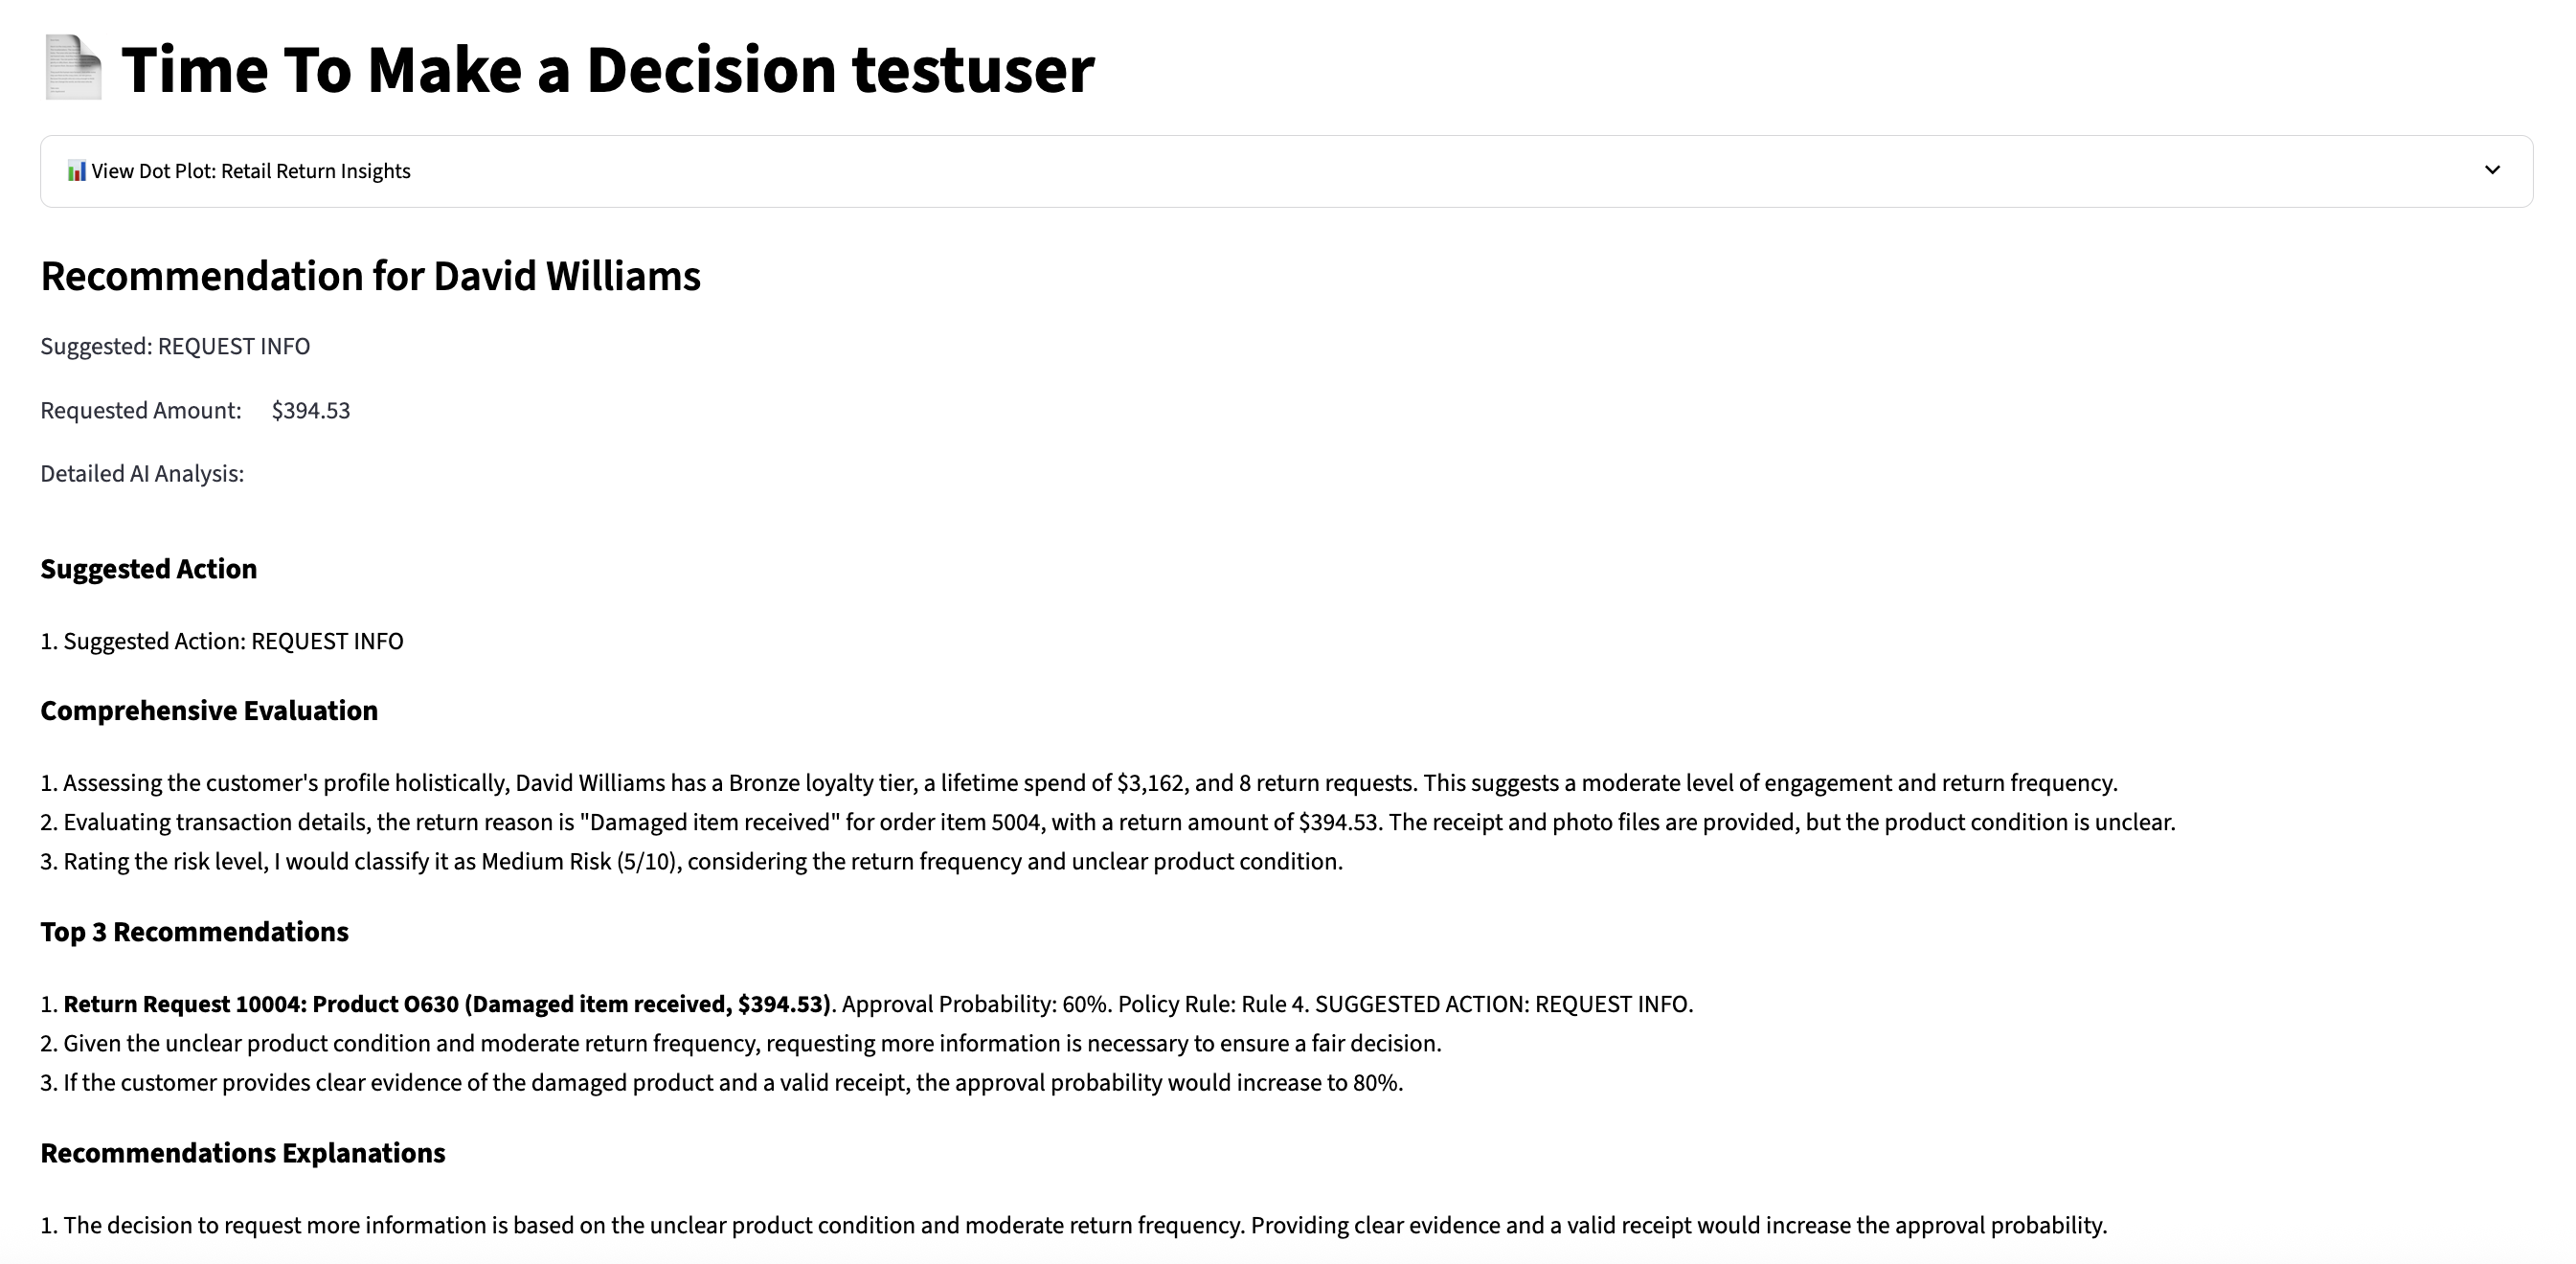 Time To Make a Decision testuser
View Dot Plot: Retail Return Insights
Recommendation for David Williams
Suggested: REQUEST INFO
Requested Amount: $394.53
Detailed AI Analysis:
Suggested Action
1. Suggested Action: REQUEST INFO
Comprehensive Evaluation
1. Assessing the customer's profile holistically, David Williams has a Bronze loyalty tier, a lifetime spend of $3,162, and 8 return requests. This suggests a moderate level of engagement and return frequency.
2. Evaluating transaction details, the return reason is "Damaged item received" for order item 5004, with a return amount of $394.53. The receipt and photo files are provided, but the product condition is unclear.
3. Rating the risk level, I would classify it as Medium Risk (5/10), considering the return frequency and unclear product condition.
Top 3 Recommendations
1. Return Request 10004: Product O630 (Damaged item received, $394.53). Approval Probability: 60%. Policy Rule: Rule 4. SUGGESTED ACTION: REQUEST INFO.
2. Given the unclear product condition and moderate return frequency, requesting more information is necessary to ensure a fair decision.
3. If the customer provides clear evidence of the damaged product and a valid receipt, the approval probability would increase to 80%.
Recommendations Explanations
1. The decision to request more information is based on the unclear product condition and moderate return frequency. Providing clear evidence and a valid receipt would increase the approval probability.